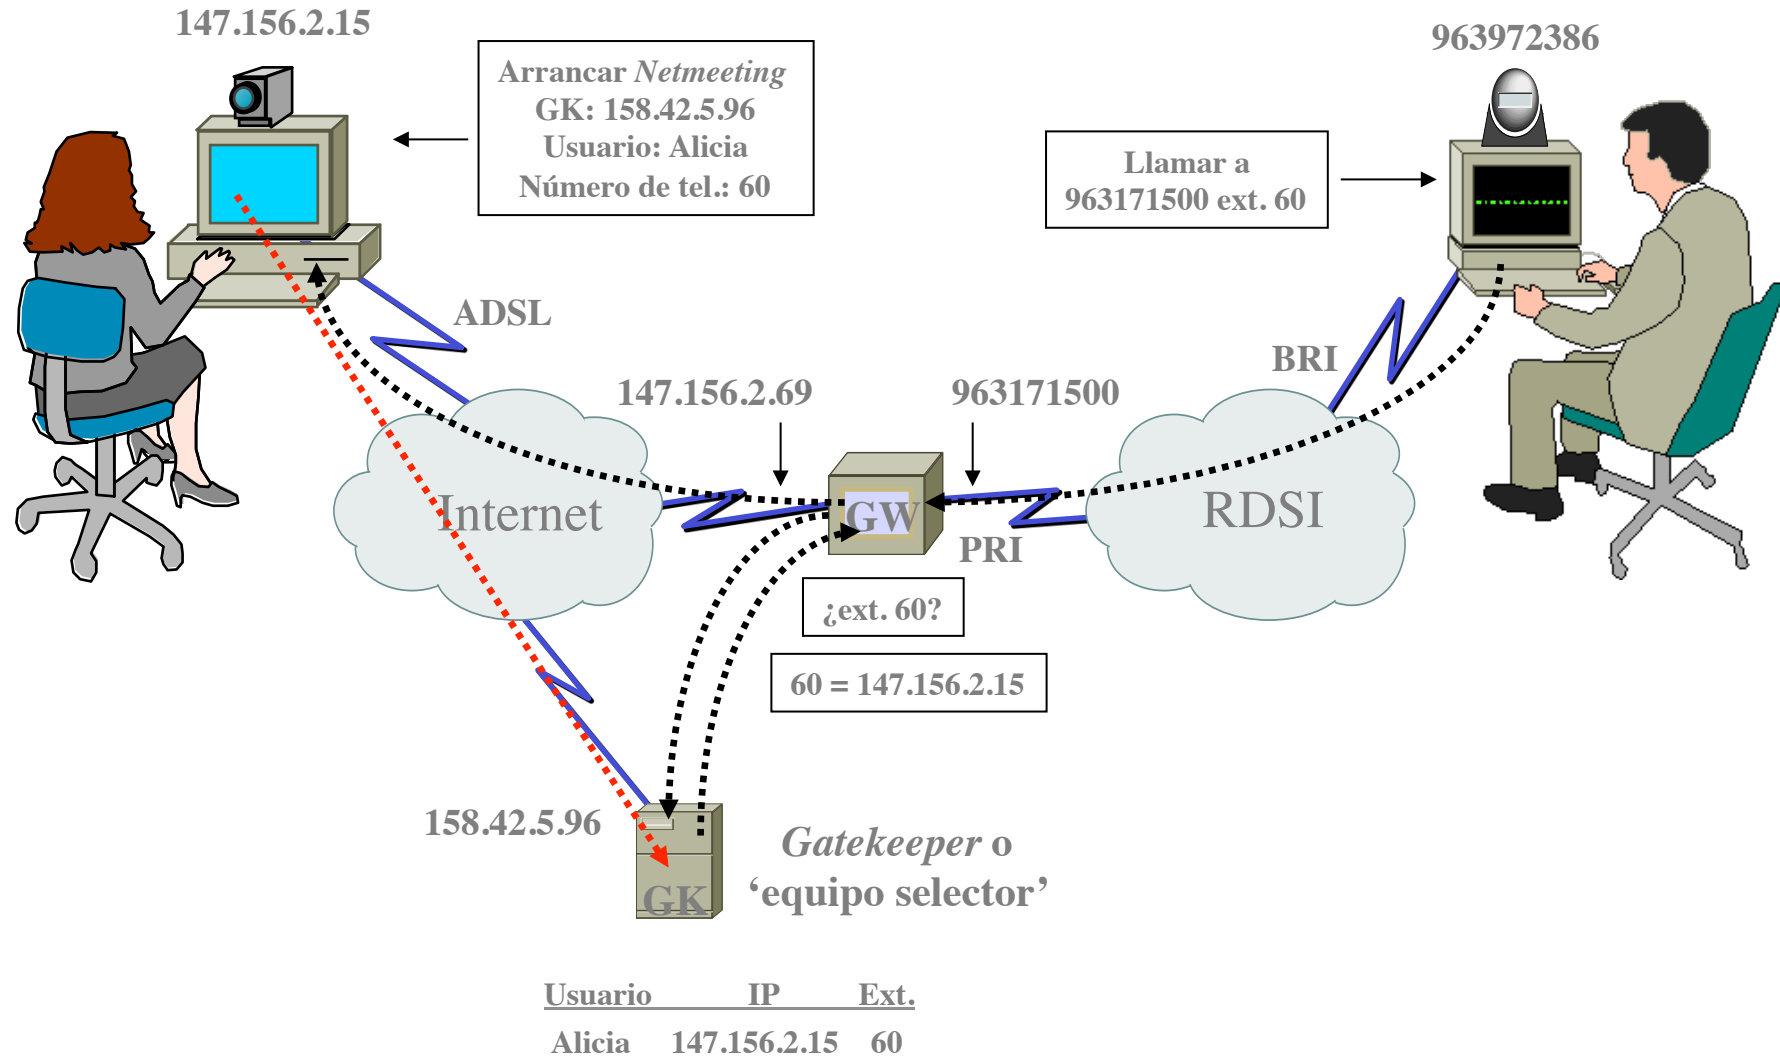 147.156.2.15
963972386
Arrancar Netmeeting
GK: 158.42.5.96
Usuario: Alicia
Número de tel.: 60
Llamar a
963171500 ext. 60
ADSL
BRI
147.156.2.69
963171500
Internet
GW
RDSI
PRI
¿ext. 60?
60 = 147.156.2.15
158.42.5.96
Gatekeeper o
‘equipo selector’
GK
Usuario IP Ext.
Alicia 147.156.2.15 60